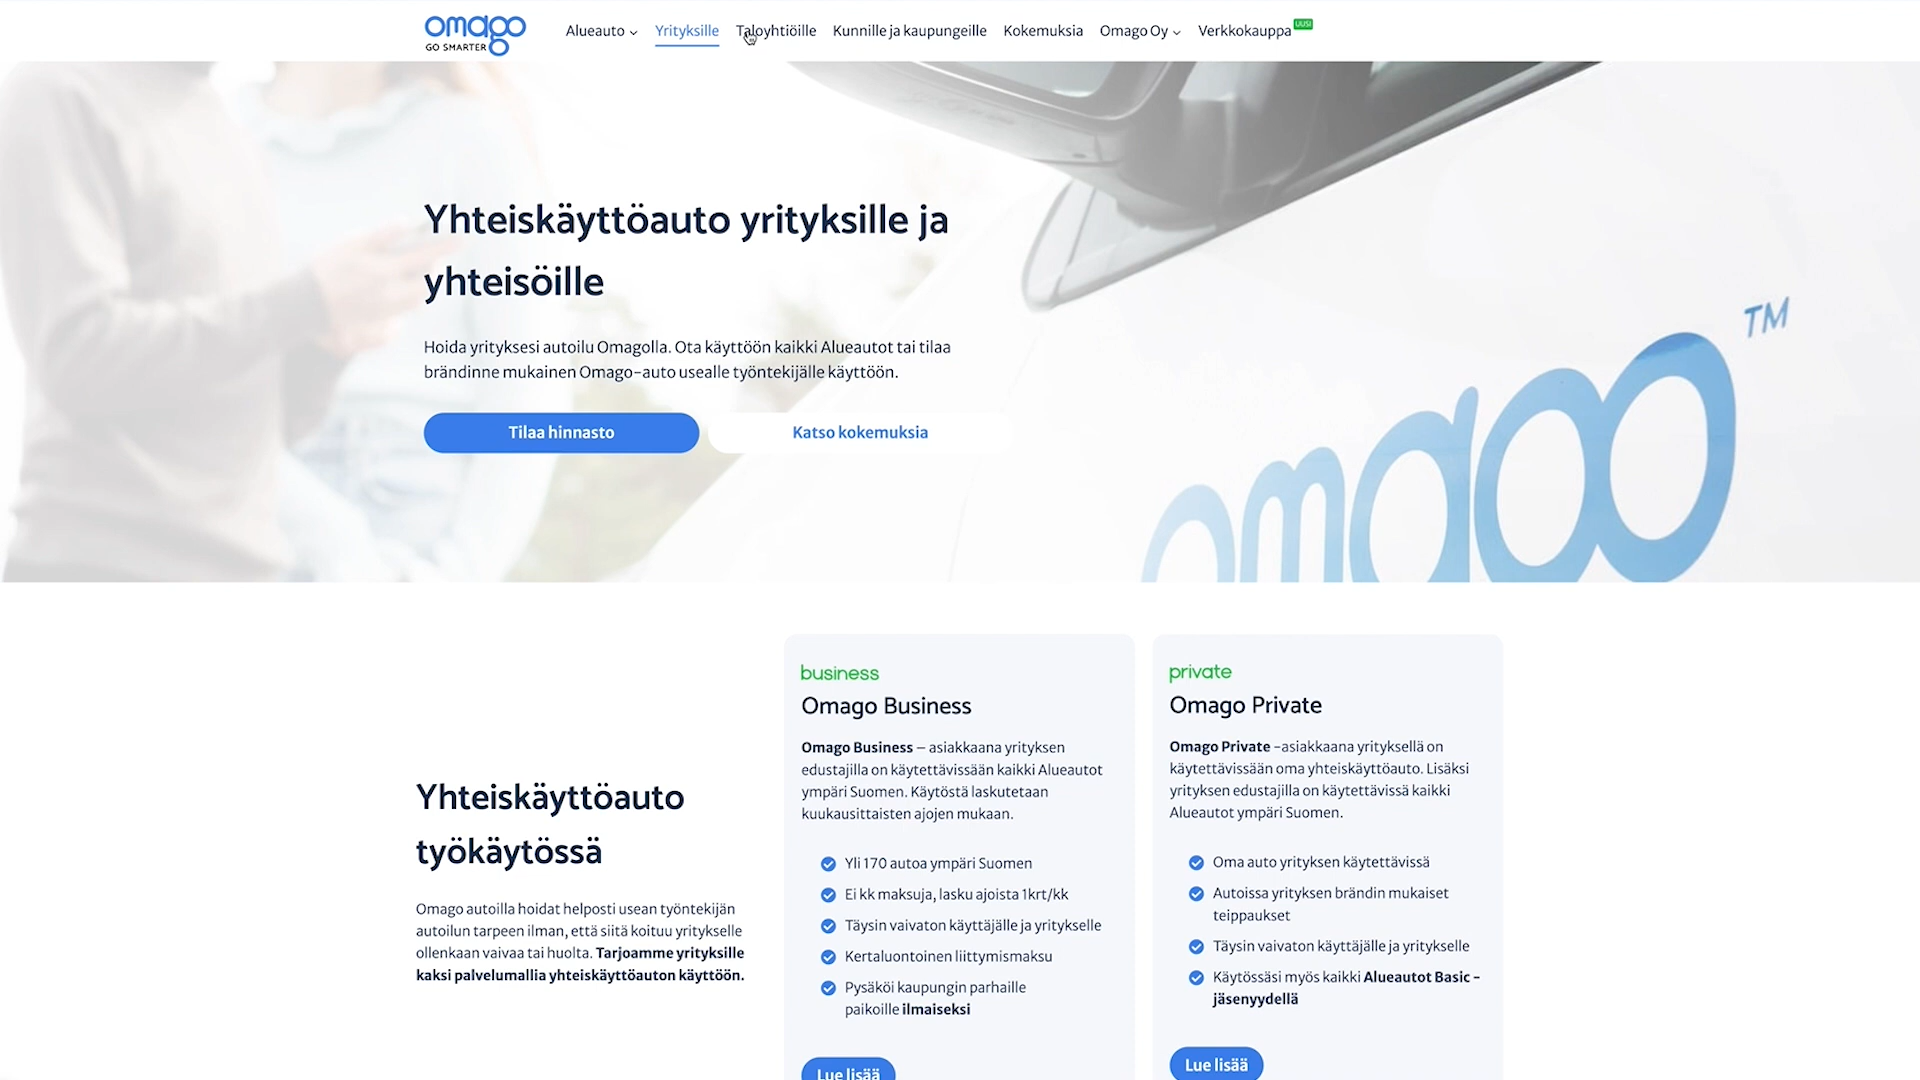 omago
GO SMARTER
Alueauto
Yrityksille
Taloyhtiöille
Kunnille ja kaupungeille
Kokemuksia
Omago Oy
Verkkokauppa
UUSI
Yhteiskäyttöauto yrityksille ja
yhteisöille
Hoida yrityksesi autoilu Omagolla. Ota käyttöön kaikki Alueautot tai tilaa
brändinne mukainen Omago-auto usealle työntekijälle käyttöön.
Tilaa hinnasto
Katso kokemuksia
omago
TM
Yhteiskäyttöauto
työkäytössä
Omago autoilla hoidat helposti usean työntekijän
autoilun tarpeen ilman, että siitä koituu yritykselle
ollenkaan vaivaa tai huolta. Tarjoamme yrityksille
kaksi palvelumallia yhteiskäyttöauton käyttöön.
business
Omago Business
Omago Business – asiakkaana yrityksen
edustajilla on käytettävissään kaikki Alueautot
ympäri Suomen. Käytöstä laskutetaan
kuukausittaisten ajojen mukaan.
Yli 170 autoa ympäri Suomen
Ei kk maksuja, lasku ajoista 1krt/kk
Täysin vaivaton käyttäjälle ja yritykselle
Kertaluontoinen liittymismaksu
Pysäköi kaupungin parhaille
paikoille ilmaiseksi
Lue lisää
private
Omago Private
Omago Private -asiakkaana yrityksellä on
käytettävissään oma yhteiskäyttöauto. Lisäksi
yrityksen edustajilla on käytettävissä kaikki
Alueautot ympäri Suomen.
Oma auto yrityksen käytettävissä
Autoissa yrityksen brändin mukaiset
teippaukset
Täysin vaivaton käyttäjälle ja yritykselle
Käytössäsi myös kaikki Alueautot Basic -
jäsenyydellä
Lue lisää